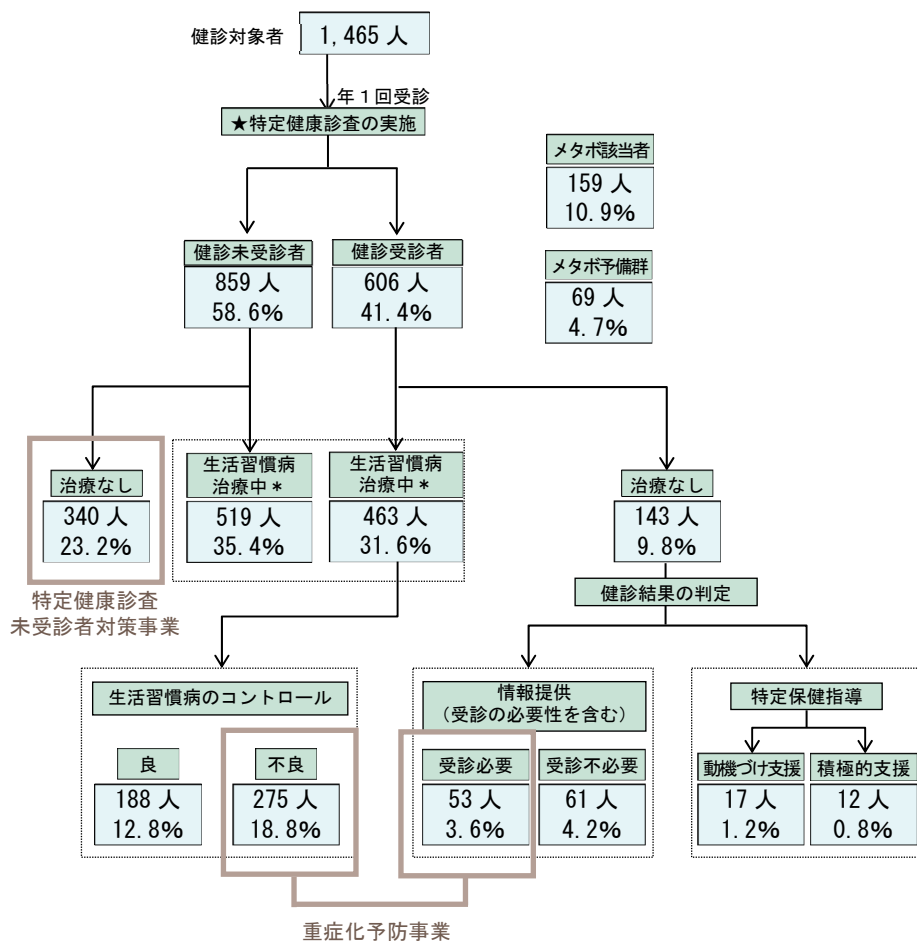 健診対象者
1,465 人
年１回受診
★特定健康診査の実施
メタボ該当者
159 人
10.9%
健診未受診者
859 人
58.6%
健診受診者
606 人
41.4%
メタボ予備群
69 人
4.7%
治療なし
340 人
23.2%
生活習慣病
治療中＊
519 人
35.4%
生活習慣病
治療中＊
463 人
31.6%
治療なし
143 人
9.8%
特定健康診査
未受診者対策事業
健診結果の判定
生活習慣病のコントロール
良
188 人
12.8%
不良
275 人
18.8%
情報提供
（受診の必要性を含む）
受診必要
53 人
3.6%
受診不必要
61 人
4.2%
特定保健指導
動機づけ支援
17 人
1.2%
積極的支援
12 人
0.8%
重症化予防事業